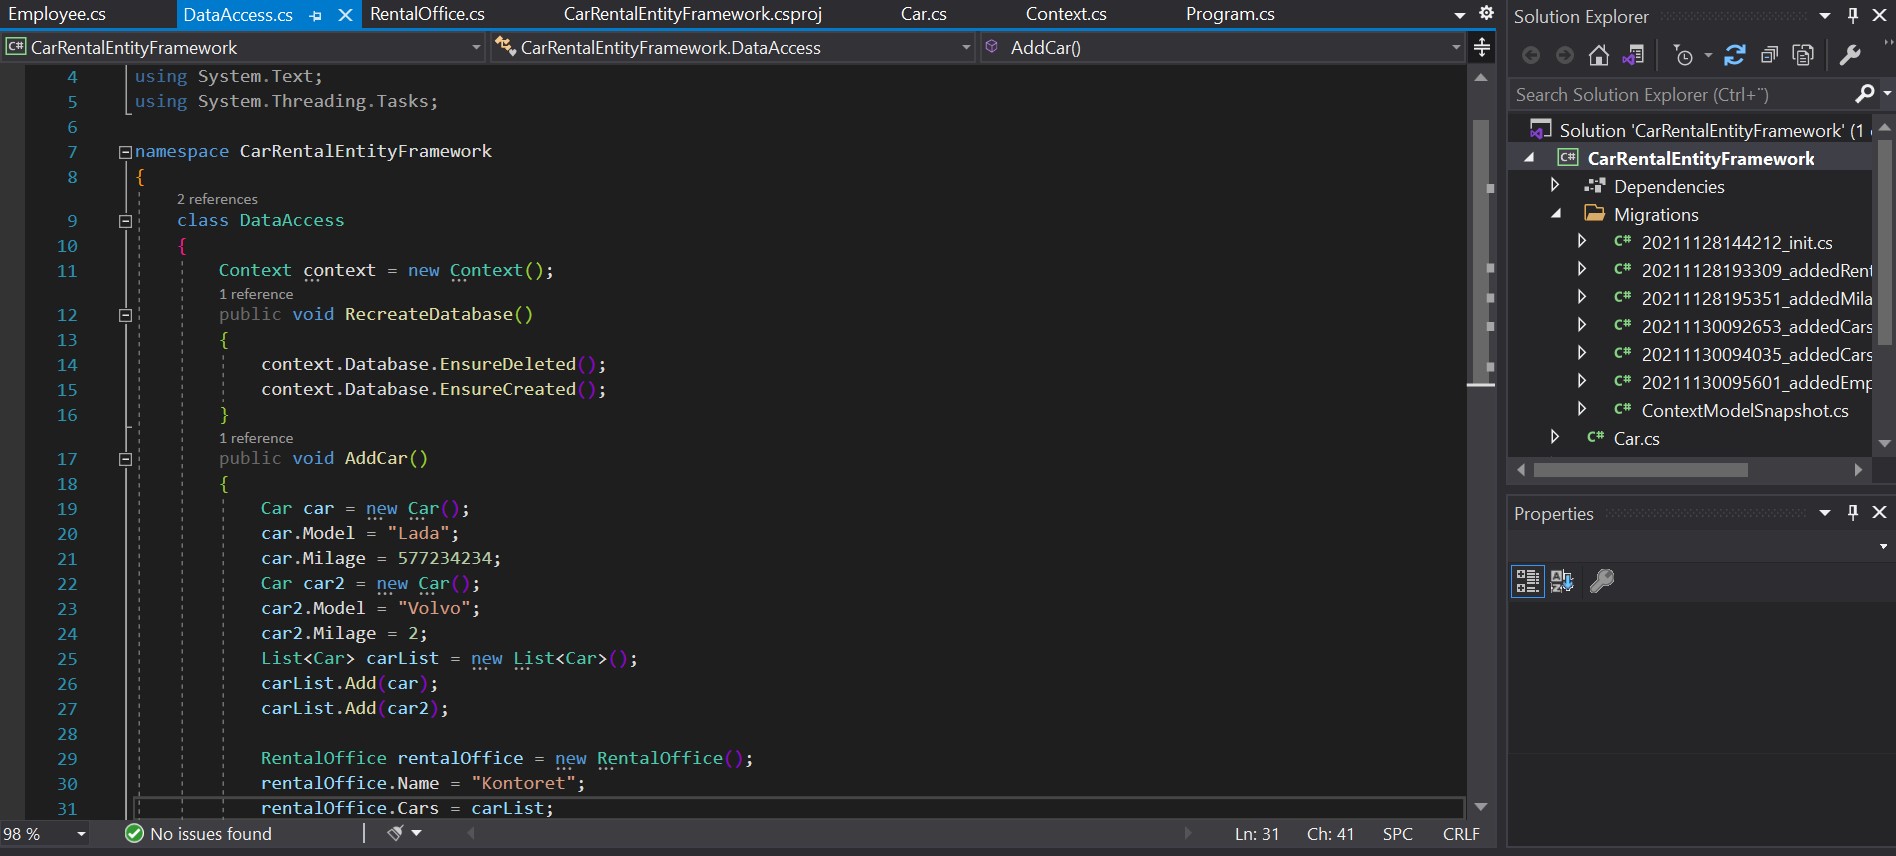 Employee.cs DataAccess.cs RentalOffice.cs CarRentalEntityFramework.csproj Car.cs Context.cs Program.cs
C# CarRentalEntityFramework CarRentalEntityFramework.DataAccess AddCar()
4 using System.Text;
5 using System.Threading.Tasks;
6
7 namespace CarRentalEntityFramework
8 {
2 references
9 class DataAccess
10 {
11 Context context = new Context();
1 reference
12 public void RecreateDatabase()
13 {
14 context.Database.EnsureDeleted();
15 context.Database.EnsureCreated();
16 }
1 reference
17 public void AddCar()
18 {
19 Car car = new Car();
20 car.Model = "Lada";
21 car.Milage = 577234234;
22 Car car2 = new Car();
23 car2.Model = "Volvo";
24 car2.Milage = 2;
25 List<Car> carList = new List<Car>();
26 carList.Add(car);
27 carList.Add(car2);
28
29 RentalOffice rentalOffice = new RentalOffice();
30 rentalOffice.Name = "Kontoret";
31 rentalOffice.Cars = carList;
98 % No issues found Ln: 31 Ch: 41 SPC CRLF
Solution Explorer
Search Solution Explorer (Ctrl+¨)
Solution 'CarRentalEntityFramework' (1
C# CarRentalEntityFramework
Dependencies
Migrations
C# 20211128144212_init.cs
C# 20211128193309_addedRent
C# 20211128195351_addedMila
C# 20211130092653_addedCars
C# 20211130094035_addedCars
C# 20211130095601_addedEmp
C# ContextModelSnapshot.cs
C# Car.cs
Properties